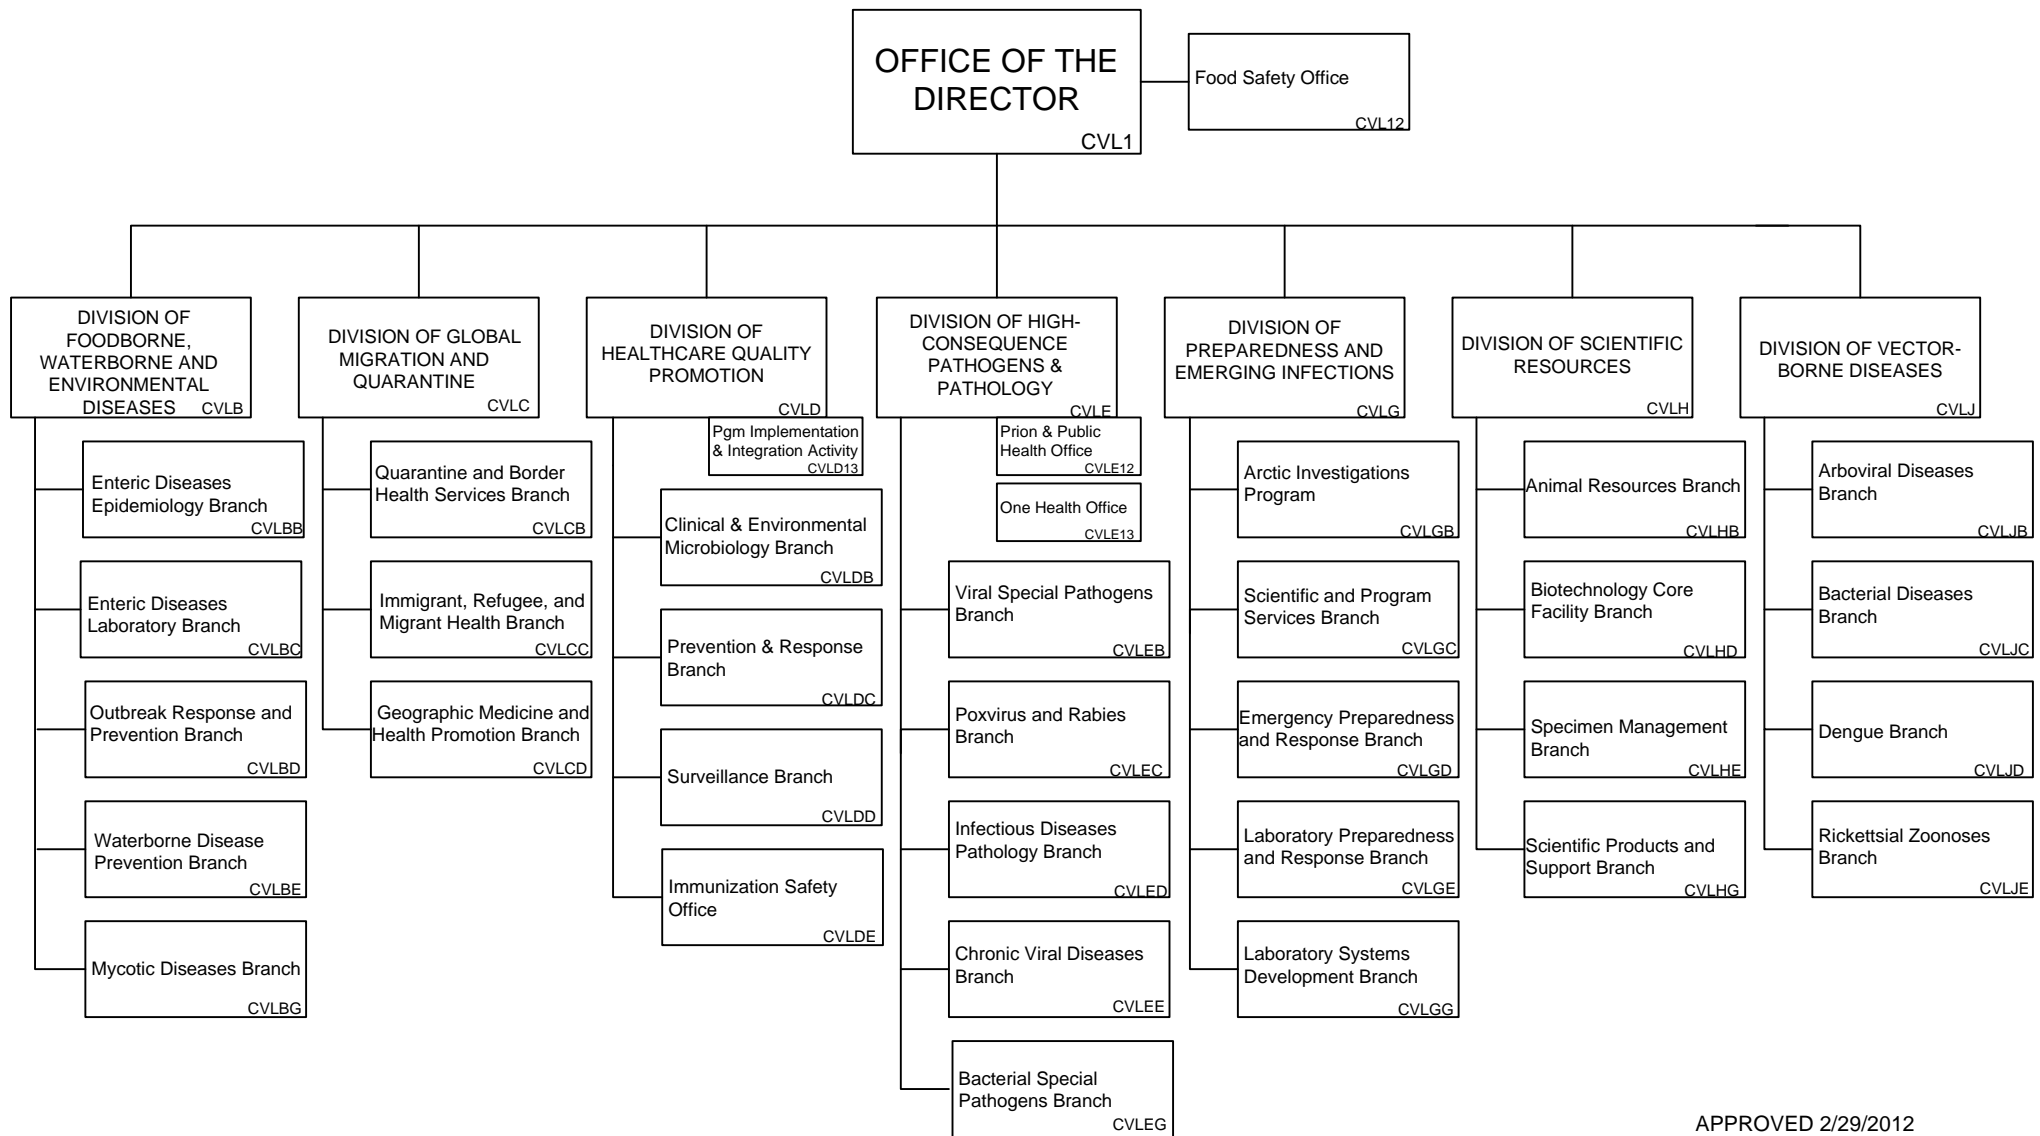 OFFICE OF THE
DIRECTOR
CVL1
Food Safety Office
CVL12
DIVISION OF
FOODBORNE,
WATERBORNE AND
ENVIRONMENTAL
DISEASES
CVLB
Enteric Diseases
Epidemiology Branch
CVLBB
Enteric Diseases
Laboratory Branch
CVLBC
Outbreak Response and
Prevention Branch
CVLBD
Waterborne Disease
Prevention Branch
CVLBE
Mycotic Diseases Branch
CVLBG
DIVISION OF GLOBAL
MIGRATION AND
QUARANTINE
CVLC
Quarantine and Border
Health Services Branch
CVLCB
Immigrant, Refugee, and
Migrant Health Branch
CVLCC
Geographic Medicine and
Health Promotion Branch
CVLCD
DIVISION OF
HEALTHCARE QUALITY
PROMOTION
CVLD
Pgm Implementation
& Integration Activity
CVLD13
Clinical & Environmental
Microbiology Branch
CVLDB
Prevention & Response
Branch
CVLDC
Surveillance Branch
CVLDD
Immunization Safety
Office
CVLDE
DIVISION OF HIGH-
CONSEQUENCE
PATHOGENS &
PATHOLOGY
CVLE
Prion & Public
Health Office
CVLE12
One Health Office
CVLE13
Viral Special Pathogens
Branch
CVLEB
Poxvirus and Rabies
Branch
CVLEC
Infectious Diseases
Pathology Branch
CVLED
Chronic Viral Diseases
Branch
CVLEE
Bacterial Special
Pathogens Branch
CVLEG
DIVISION OF
PREPAREDNESS AND
EMERGING INFECTIONS
CVLG
Arctic Investigations
Program
CVLGB
Scientific and Program
Services Branch
CVLGC
Emergency Preparedness
and Response Branch
CVLGD
Laboratory Preparedness
and Response Branch
CVLGE
Laboratory Systems
Development Branch
CVLGG
DIVISION OF SCIENTIFIC
RESOURCES
CVLH
Animal Resources Branch
CVLHB
Biotechnology Core
Facility Branch
CVLHD
Specimen Management
Branch
CVLHE
Scientific Products and
Support Branch
CVLHG
DIVISION OF VECTOR-
BORNE DISEASES
CVLJ
Arboviral Diseases
Branch
CVLJB
Bacterial Diseases
Branch
CVLJC
Dengue Branch
CVLJD
Rickettsial Zoonoses
Branch
CVLJE
APPROVED 2/29/2012